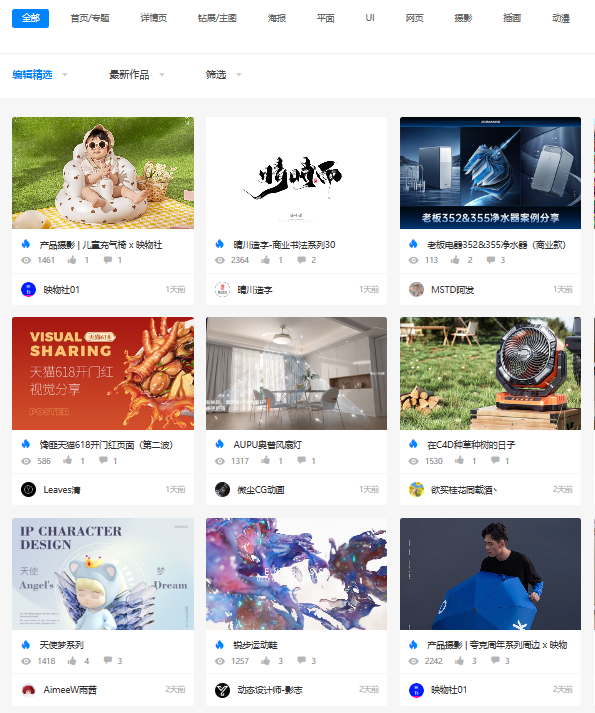 全部
首页/专题
详情页
钻展/主图
海报
平面
UI
网页
摄影
插画
动漫
编辑精选
最新作品
筛选
产品摄影 | 儿童充气椅 x 映物社
1461 1 1
映物社01 1天前
晴川造字-商业书法系列30
2364 1 2
晴川造字 1天前
老板352&355净水器案例分享
老板电器352&355净水器（商业款）
113 2 3
MSTD阿发 1天前
VISUAL
SHARING
天猫618
天猫618开门红
视觉分享
POSTER
馋匪天猫618开门红页面（第二波）
586 1 1
Leaves清 1天前
AUPU奥普风扇灯
1317 1 1
微尘CG动画 1天前
在C4D种草种树的日子
1530 1 1
欲买桂花同载酒丶 2天前
IP CHARACTER
DESIGN
天使 梦
Angel's Dream
天使梦系列
1418 4 3
AimeeW雨茜 2天前
锐步运动鞋
1257 3 3
动态设计师-影志 2天前
产品摄影 | 夸克周年系列周边 x 映物
2242 3 3
映物社01 2天前